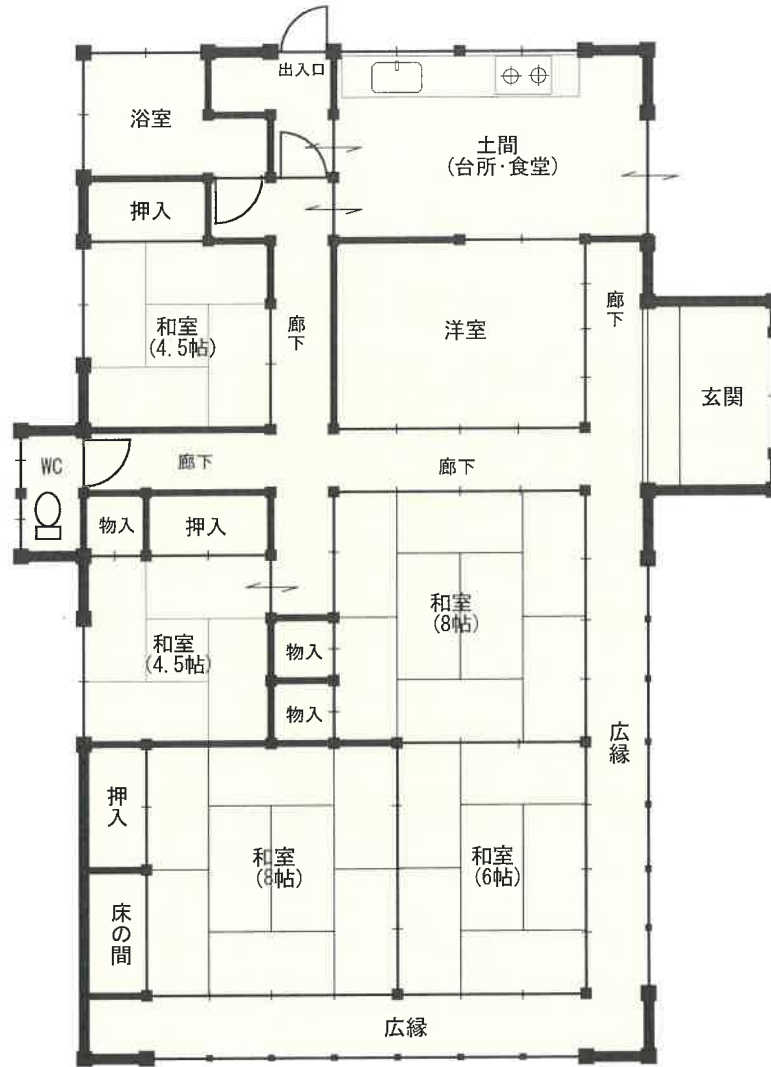 出入口
浴室
土間
(台所・食堂)
押入
廊下
廊下
和室
(4.5帖)
洋室
玄関
WC
廊下
廊下
物入
押入
和室
(8帖)
和室
(4.5帖)
物入
物入
広縁
押入
和室
(8帖)
和室
(6帖)
床の間
広縁